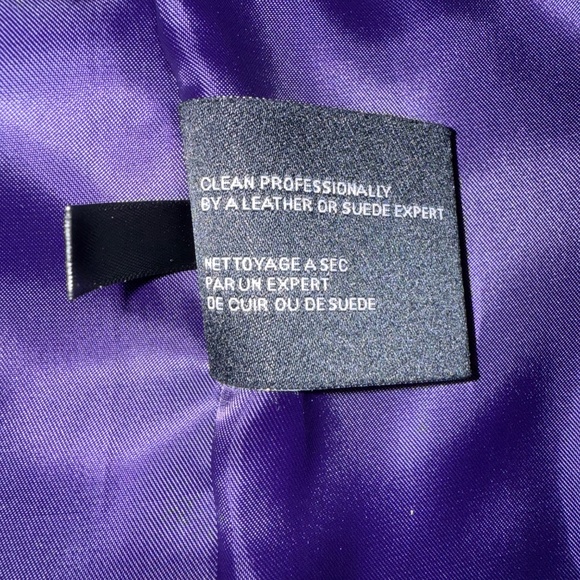 CLEAN PROFESSIONALLY
BY A LEATHER OR SUEDE EXPERT
NETTOYAGE A SEC
PAR UN EXPERT
DE CUIR OU DE SUEDE